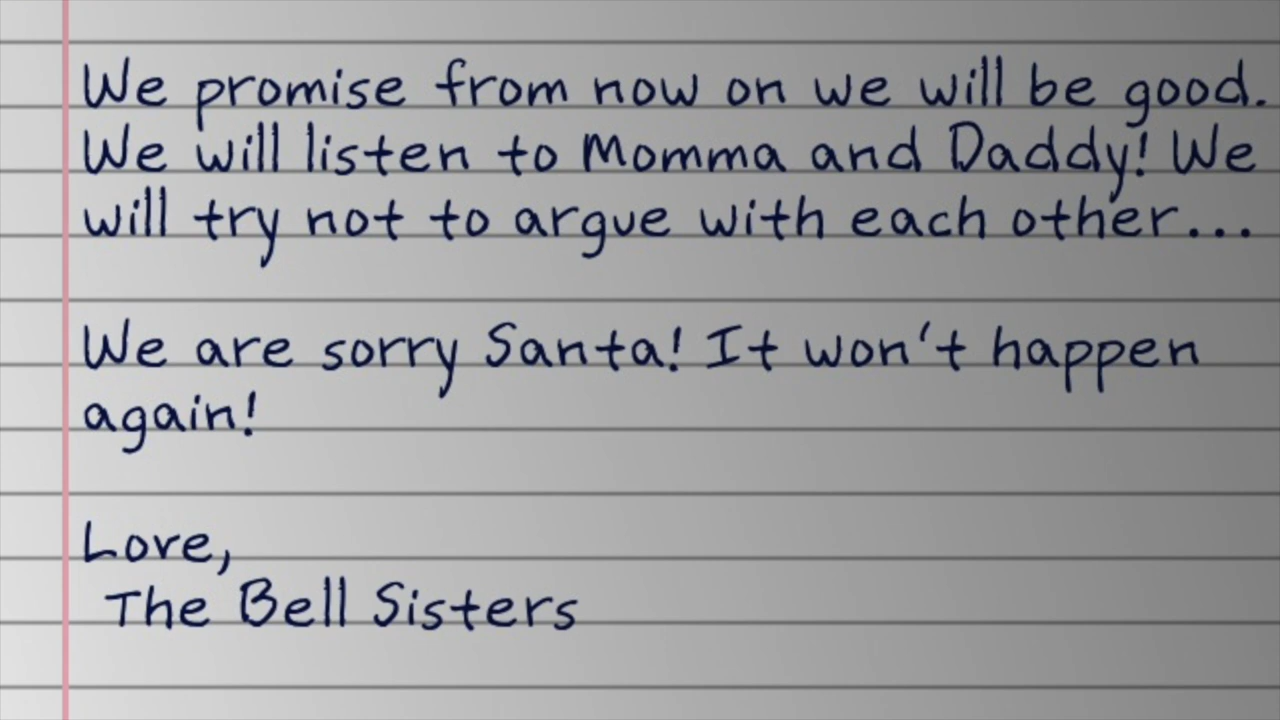 We promise from now on we will be good.
We will listen to Momma and Daddy! We
will try not to argue with each other...
We are sorry Santa! It won't happen
again!
Love,
The Bell Sisters